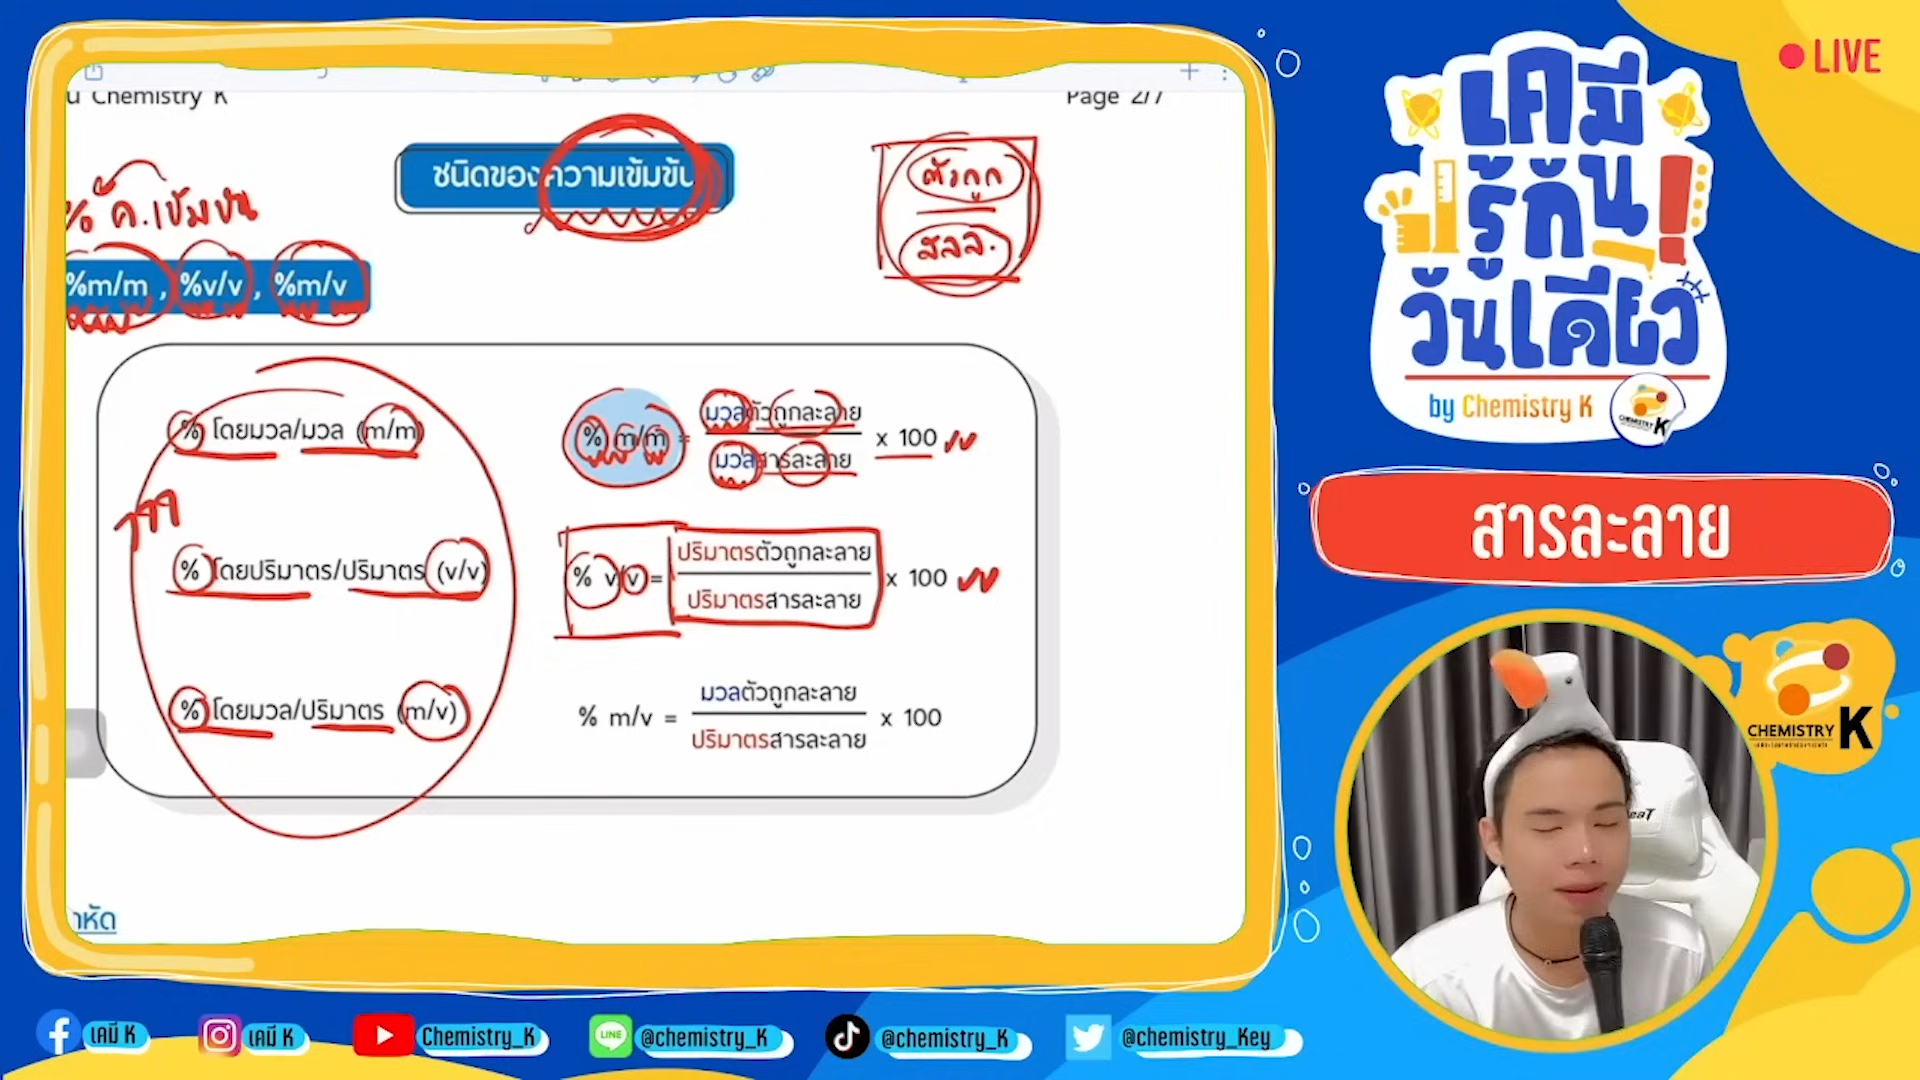 น Chemistry K
Page 2/7
ชนิดของความเข้มข้น
% ค.เข้มข้น
ตัวถูก
สลล.
%m/m , %v/v , %m/v
% โดยมวล/มวล (m/m)
% m/m = มวลตัวถูกละลาย
มวลสารละลาย
x 100
% โดยปริมาตร/ปริมาตร (v/v)
% v/v = ปริมาตรตัวถูกละลาย
ปริมาตรสารละลาย
x 100
% โดยมวล/ปริมาตร (m/v)
% m/v = มวลตัวถูกละลาย
ปริมาตรสารละลาย
x 100
หัด
LIVE
เคมี
รู้กัน!
วันเดียว
by Chemistry K
CHEMISTRY K
สารละลาย
CHEMISTRY K
เคมี K
เคมี K
Chemistry_K
LINE
@chemistry_K
@chemistry_K
@chemistry_Key